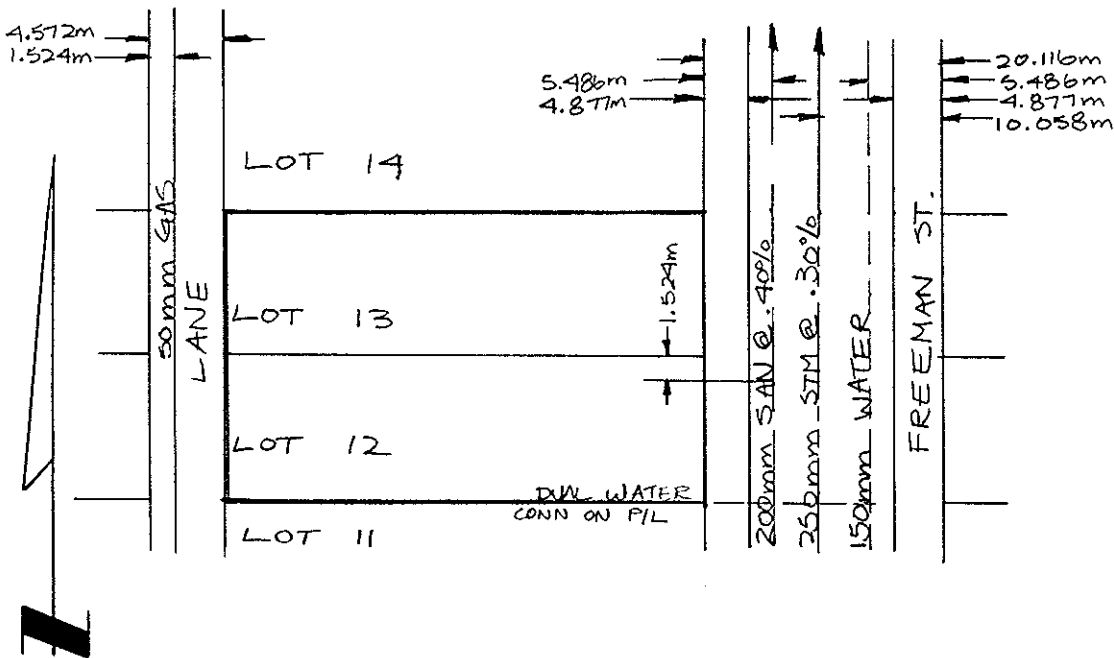 4.572m
1.524m
5.486m
4.877m
20.116m
5.486m
4.877m
10.058m
LOT 14
50mm GAS
LANE
LOT 13
1.524m
LOT 12
200mm SAN @ .40%
250mm STM @ .30%
150mm WATER
FREEMAN ST.
DUAL WATER
CONN ON P/L
LOT 11
N